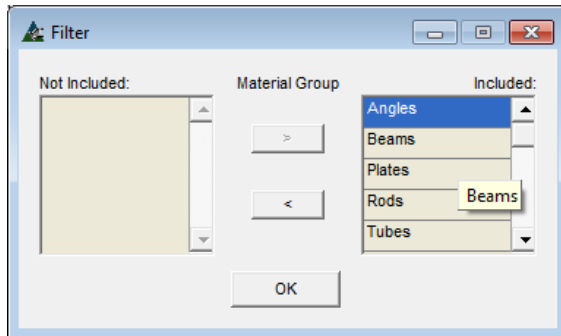 Filter
Not Included:
Material Group
Included:
>
<
Angles
Beams
Plates
Rods
Tubes
Beams
OK